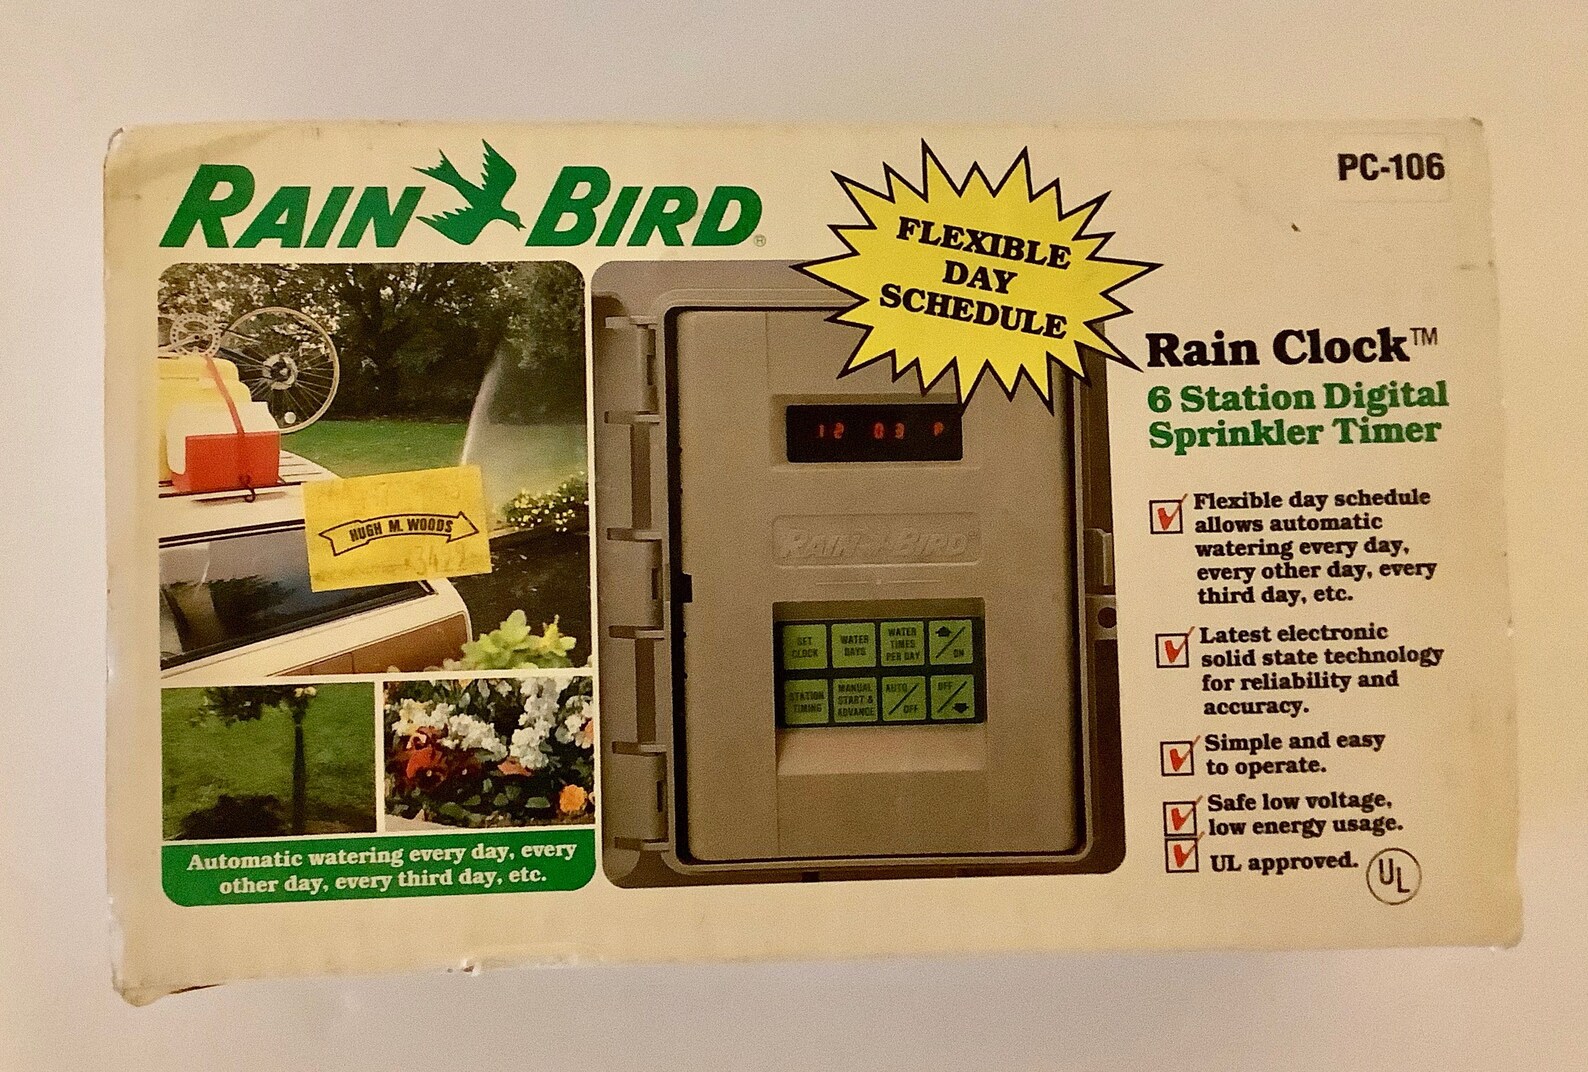 RAIN BIRD®
PC-106
FLEXIBLE
DAY
SCHEDULE
Rain Clock™
6 Station Digital
Sprinkler Timer
Flexible day schedule
allows automatic
watering every day,
every other day, every
third day, etc.
Latest electronic
solid state technology
for reliability and
accuracy.
Simple and easy
to operate.
Safe low voltage,
low energy usage.
UL approved.
UL
12 03 P
RAIN BIRD
SET
CLOCK
WATER
DAYS
WATER
TIMES
PER DAY
ON
STATION
TIMING
MANUAL
START &
ADVANCE
AUTO
OFF
OFF
HUGH M. WOODS
3422
Automatic watering every day, every
other day, every third day, etc.